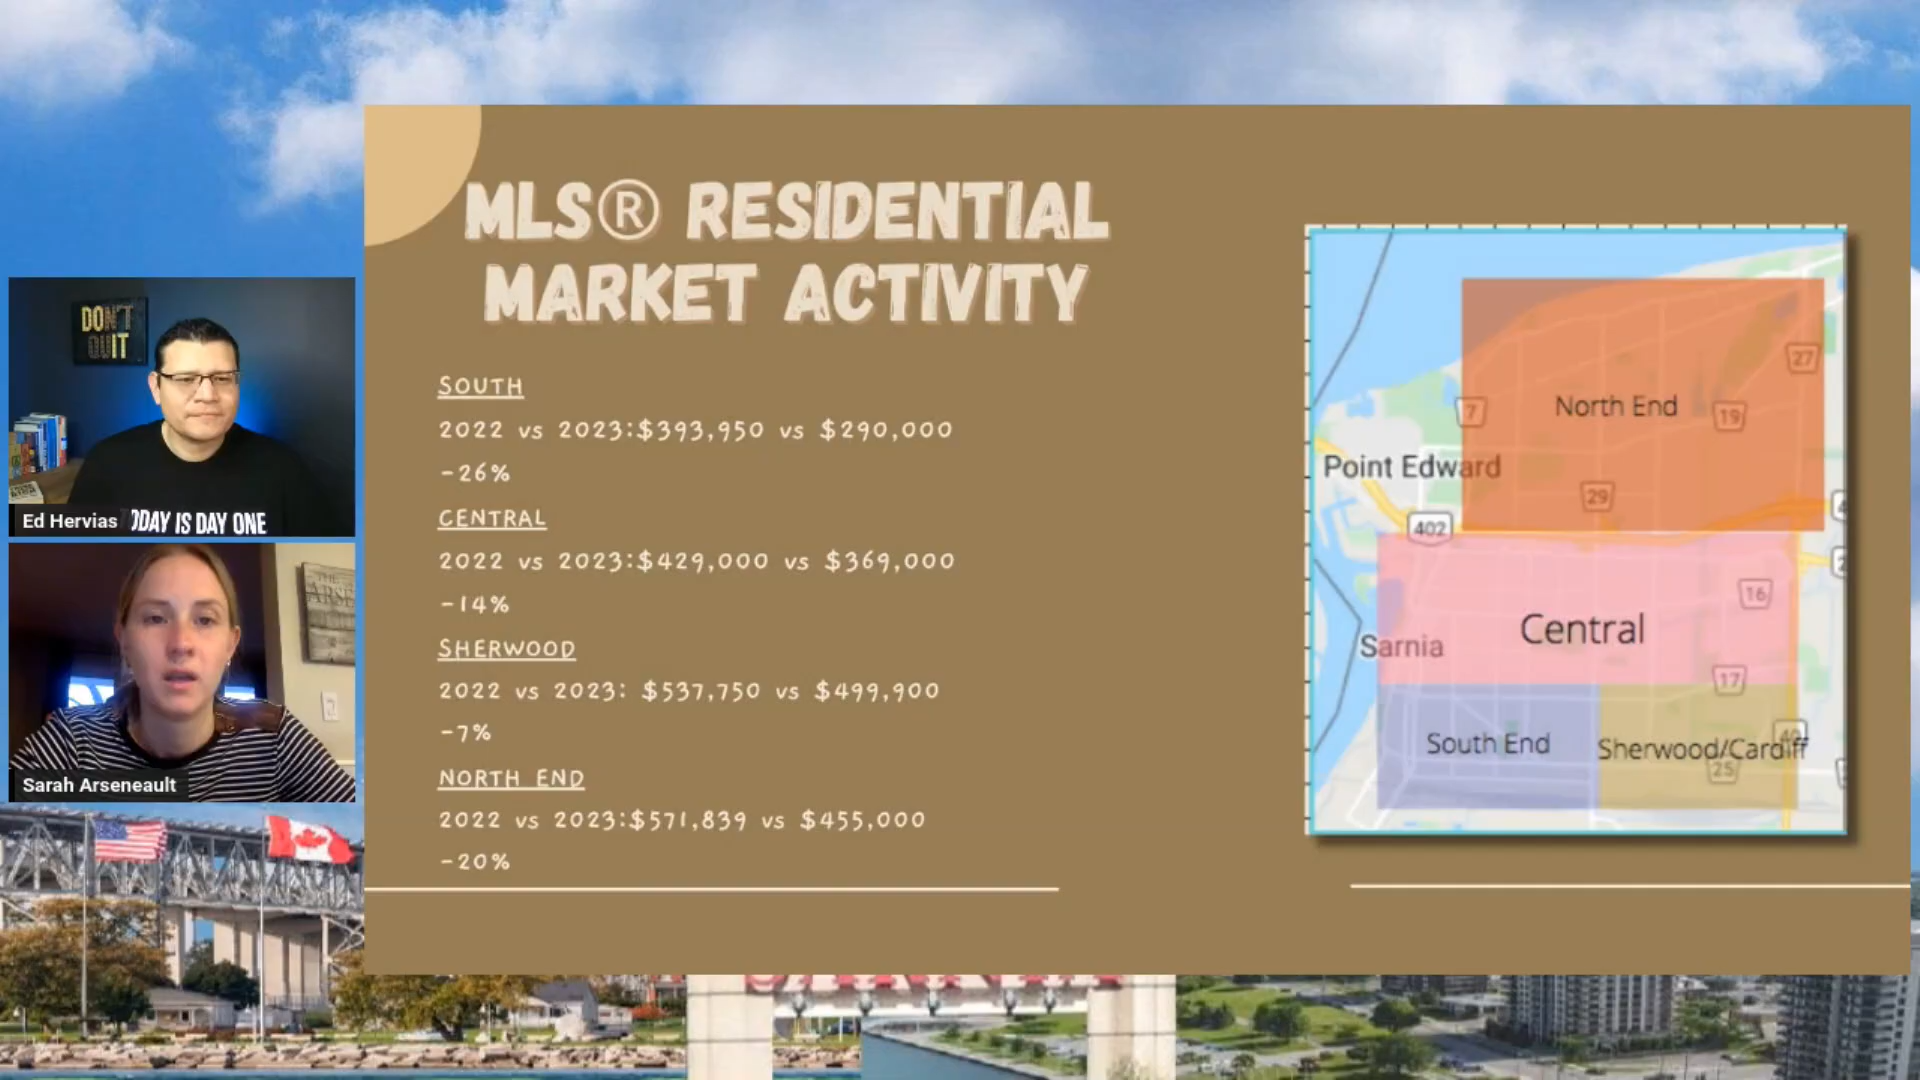 MLS® RESIDENTIAL
MARKET ACTIVITY
SOUTH
2022 vs 2023:$393,950 vs $290,000
-26%
CENTRAL
2022 vs 2023:$429,000 vs $369,000
-14%
SHERWOOD
2022 vs 2023: $537,750 vs $499,900
-7%
NORTH END
2022 vs 2023:$571,839 vs $455,000
-20%
North End
27
7
19
Point Edward
29
402
16
Central
Sarnia
17
South End
Sherwood/Cardiff
40
25
DON'T
QUIT
Ed Hervias
ODAY IS DAY ONE
Sarah Arseneault